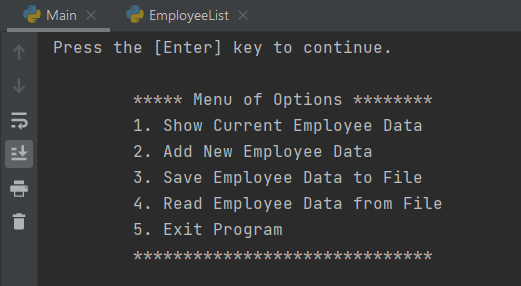 Main EmployeeList
Press the [Enter] key to continue.
***** Menu of Options ********
1. Show Current Employee Data
2. Add New Employee Data
3. Save Employee Data to File
4. Read Employee Data from File
5. Exit Program
******************************